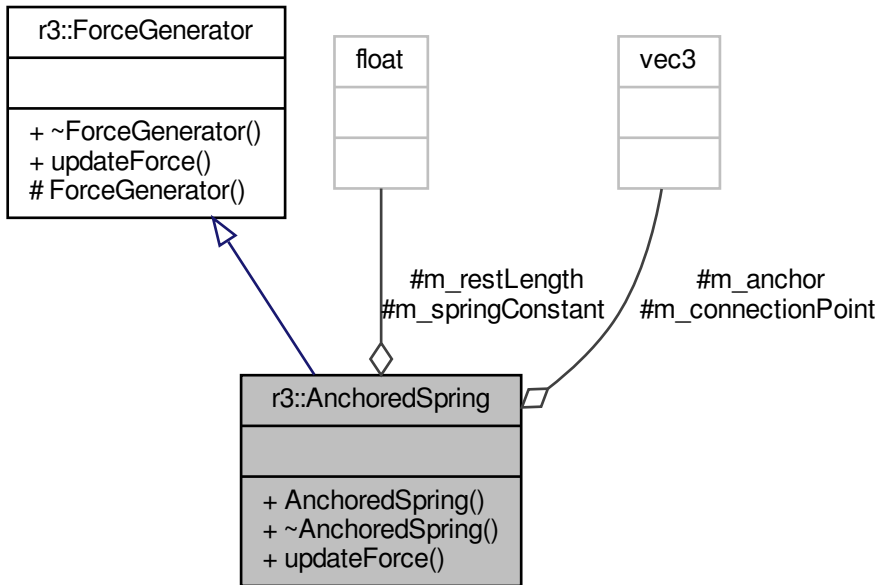 r3::ForceGenerator
+ ~ForceGenerator()
+ updateForce()
# ForceGenerator()
float
vec3
#m_restLength
#m_springConstant
#m_anchor
#m_connectionPoint
r3::AnchoredSpring
+ AnchoredSpring()
+ ~AnchoredSpring()
+ updateForce()